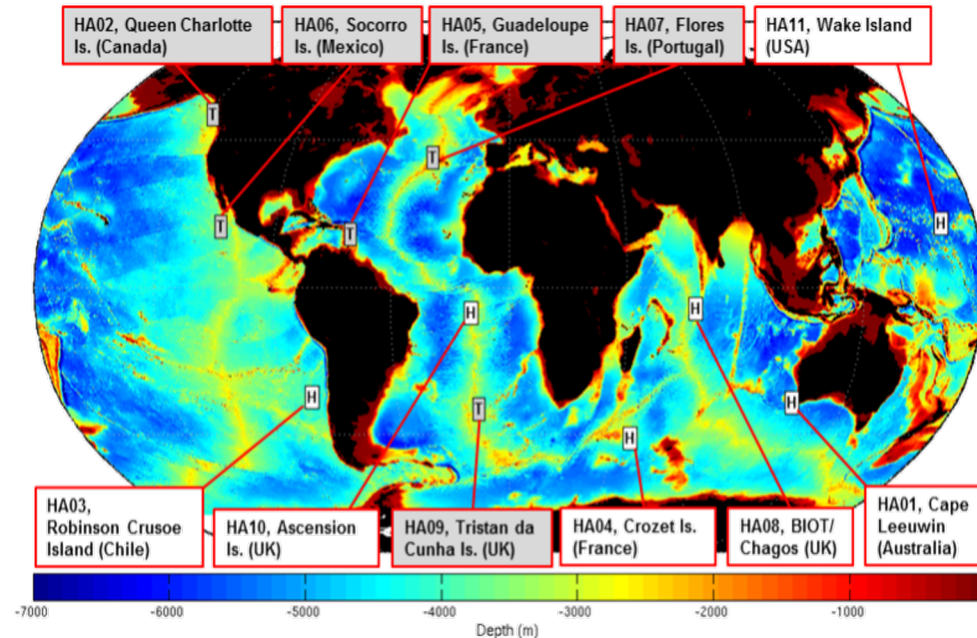 HA02, Queen Charlotte
Is. (Canada)
HA06, Socorro
Is. (Mexico)
HA05, Guadeloupe
Is. (France)
HA07, Flores
Is. (Portugal)
HA11, Wake Island
(USA)
T
T
T
T
H
H
H
H
T
H
H
HA03,
Robinson Crusoe
Island (Chile)
HA10, Ascension
Is. (UK)
HA09, Tristan da
Cunha Is. (UK)
HA04, Crozet Is.
(France)
HA08, BIOT/
Chagos (UK)
HA01, Cape
Leeuwin
(Australia)
-7000
-6000
-5000
-4000
-3000
-2000
-1000
Depth (m)